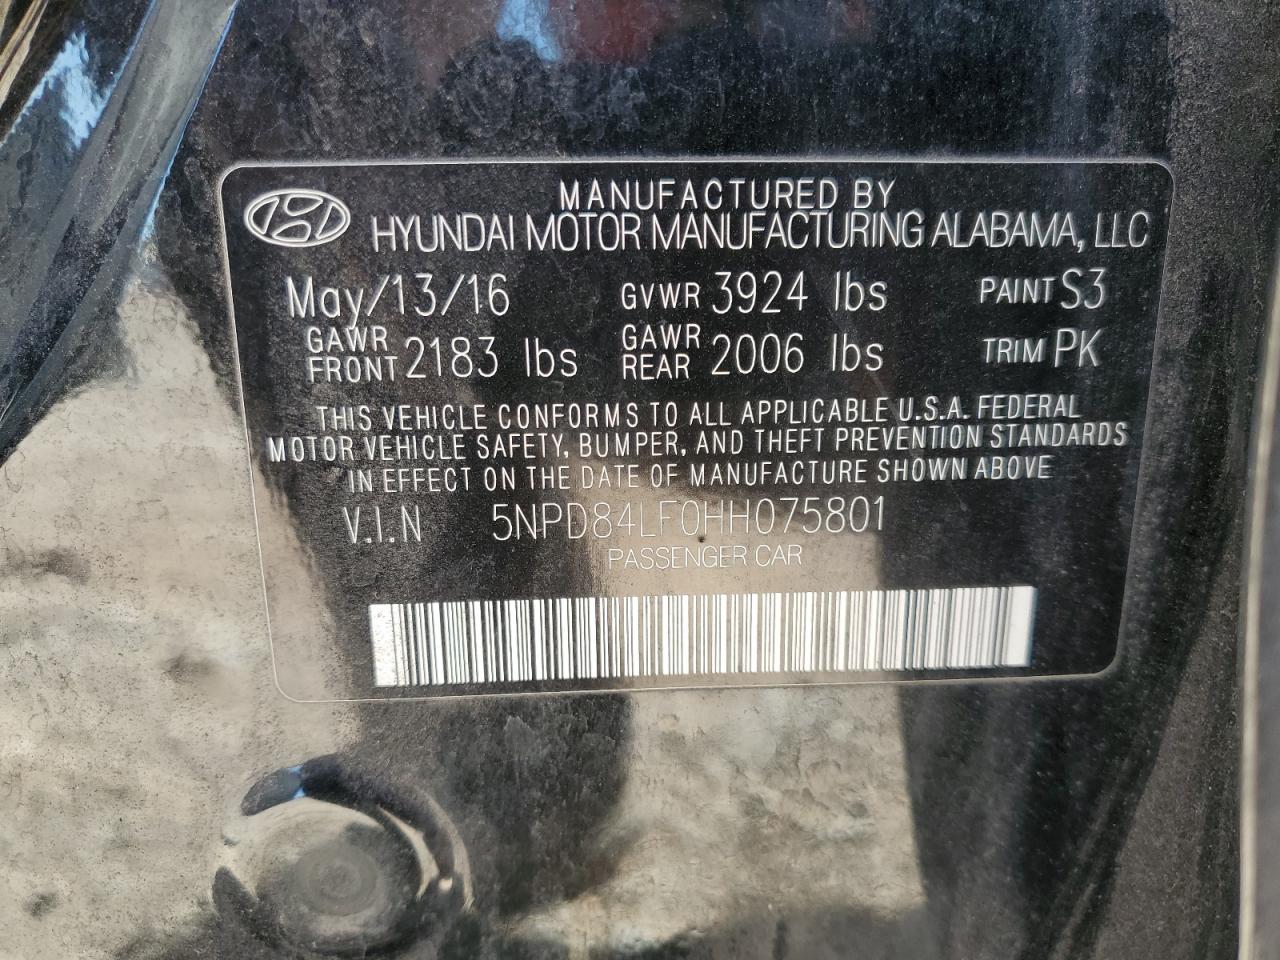 MANUFACTURED BY
HYUNDAI MOTOR MANUFACTURING ALABAMA, LLC
May/13/16 GVWR 3924 lbs PAINT S3
GAWR FRONT 2183 lbs GAWR REAR 2006 lbs TRIM PK
THIS VEHICLE CONFORMS TO ALL APPLICABLE U.S.A. FEDERAL
MOTOR VEHICLE SAFETY, BUMPER, AND THEFT PREVENTION STANDARDS
IN EFFECT ON THE DATE OF MANUFACTURE SHOWN ABOVE
V.I.N 5NPD84LF0HH075801
PASSENGER CAR